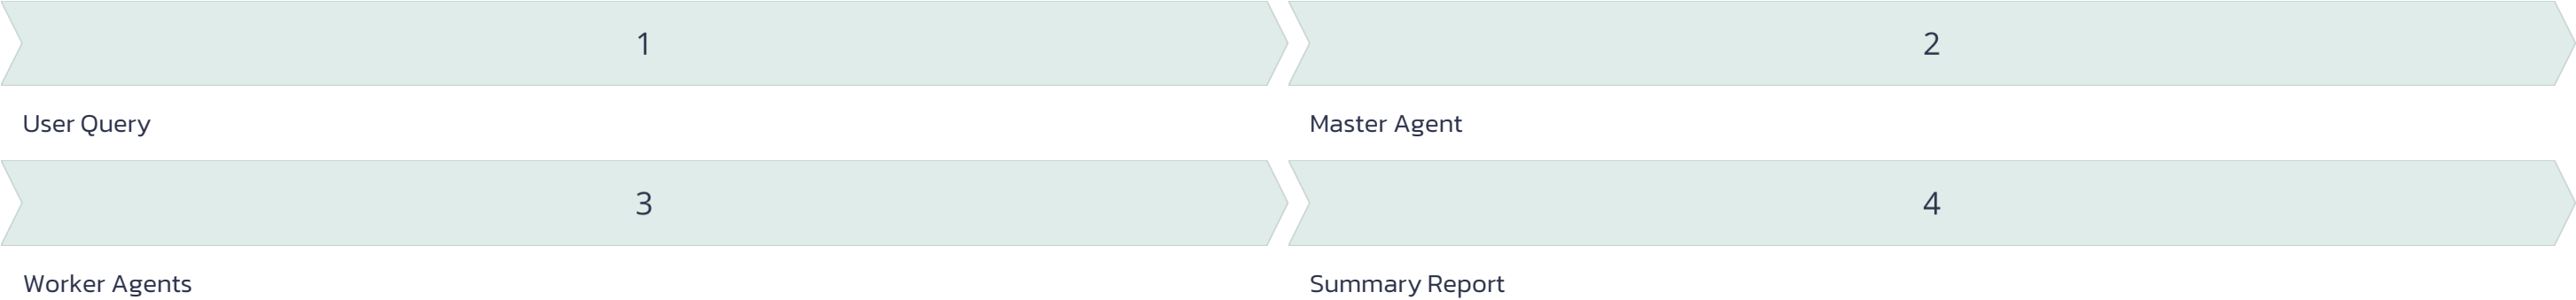 1
2
User Query
Master Agent
3
4
Worker Agents
Summary Report